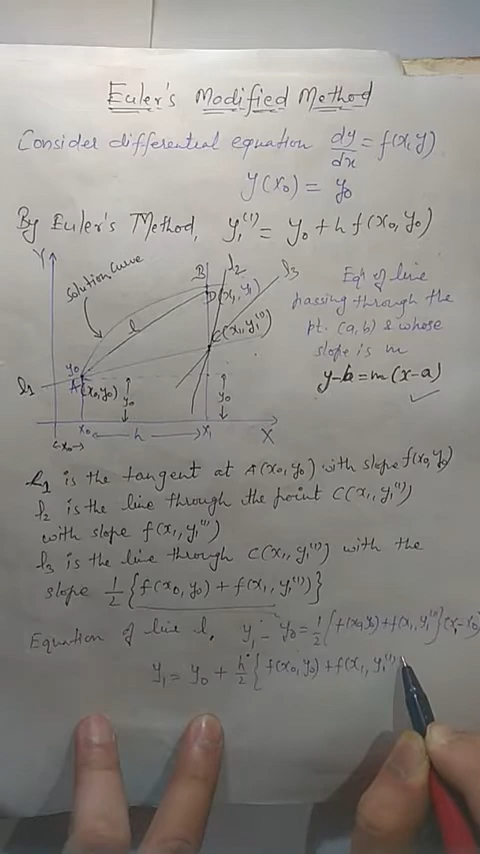 Euler's Modified Method
Consider differential equation dy/dx = f(x,y)
y(x₀) = y₀
By Euler's Method, y₁⁽¹⁾ = y₀ + h f(x₀, y₀)
Y
solution curve
B
l₂
l₃
D(x₁, y₁)
l
C(x₁, y₁⁽¹⁾)
y₀
l₁
A(x₀, y₀)
y₀
y₀
x₀
h
x₁
X
x₀
Eqⁿ of line
passing through the
pt. (a, b) & whose
slope is m
y-b = m(x-a)
l₁ is the tangent at A(x₀, y₀) with slope f(x₀, y₀)
l₂ is the line through the point C(x₁, y₁⁽¹⁾)
with slope f(x₁, y₁⁽¹⁾)
l₃ is the line through C(x₁, y₁⁽¹⁾) with the
slope 1/2 {f(x₀, y₀) + f(x₁, y₁⁽¹⁾)}
Equation of line l, y₁ - y₀ = 1/2 {f(x₀, y₀) + f(x₁, y₁⁽¹⁾)} (x₁ - x₀)
y₁ = y₀ + h/2 { f(x₀, y₀) + f(x₁, y₁⁽¹⁾